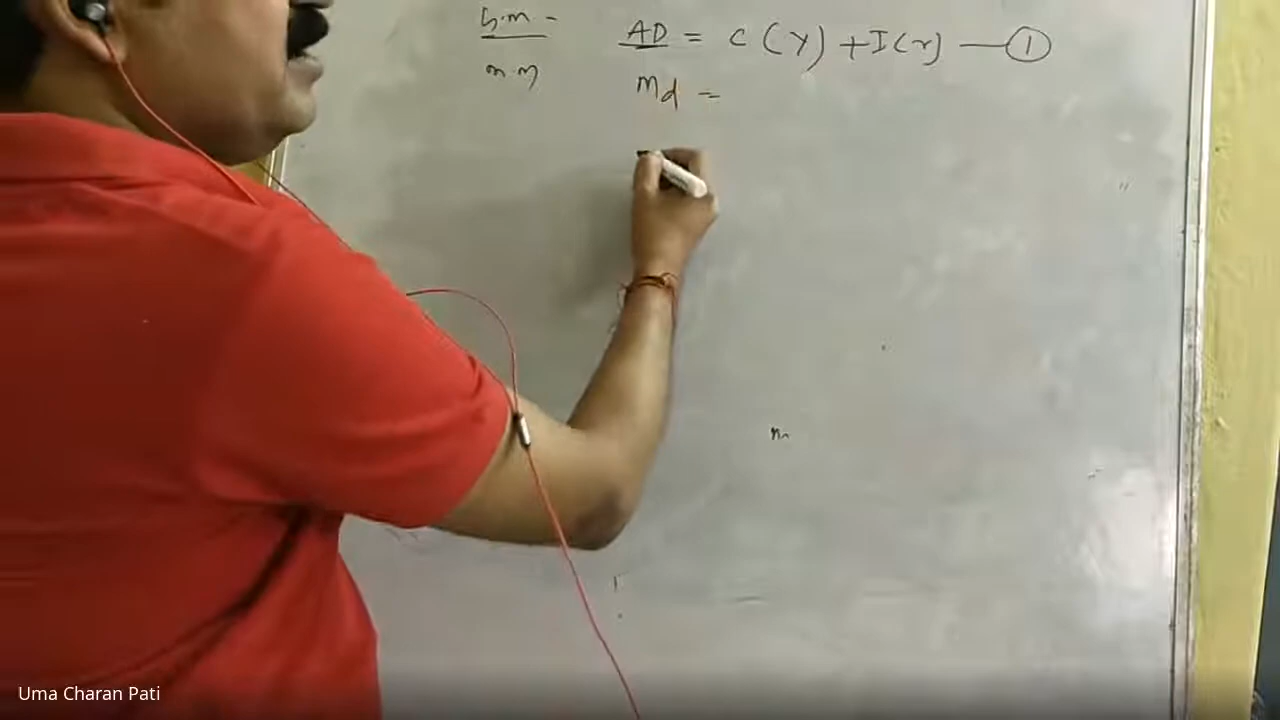 G.M - AD = C (Y) + I (r) — ①
m.m Md =
Uma Charan Pati